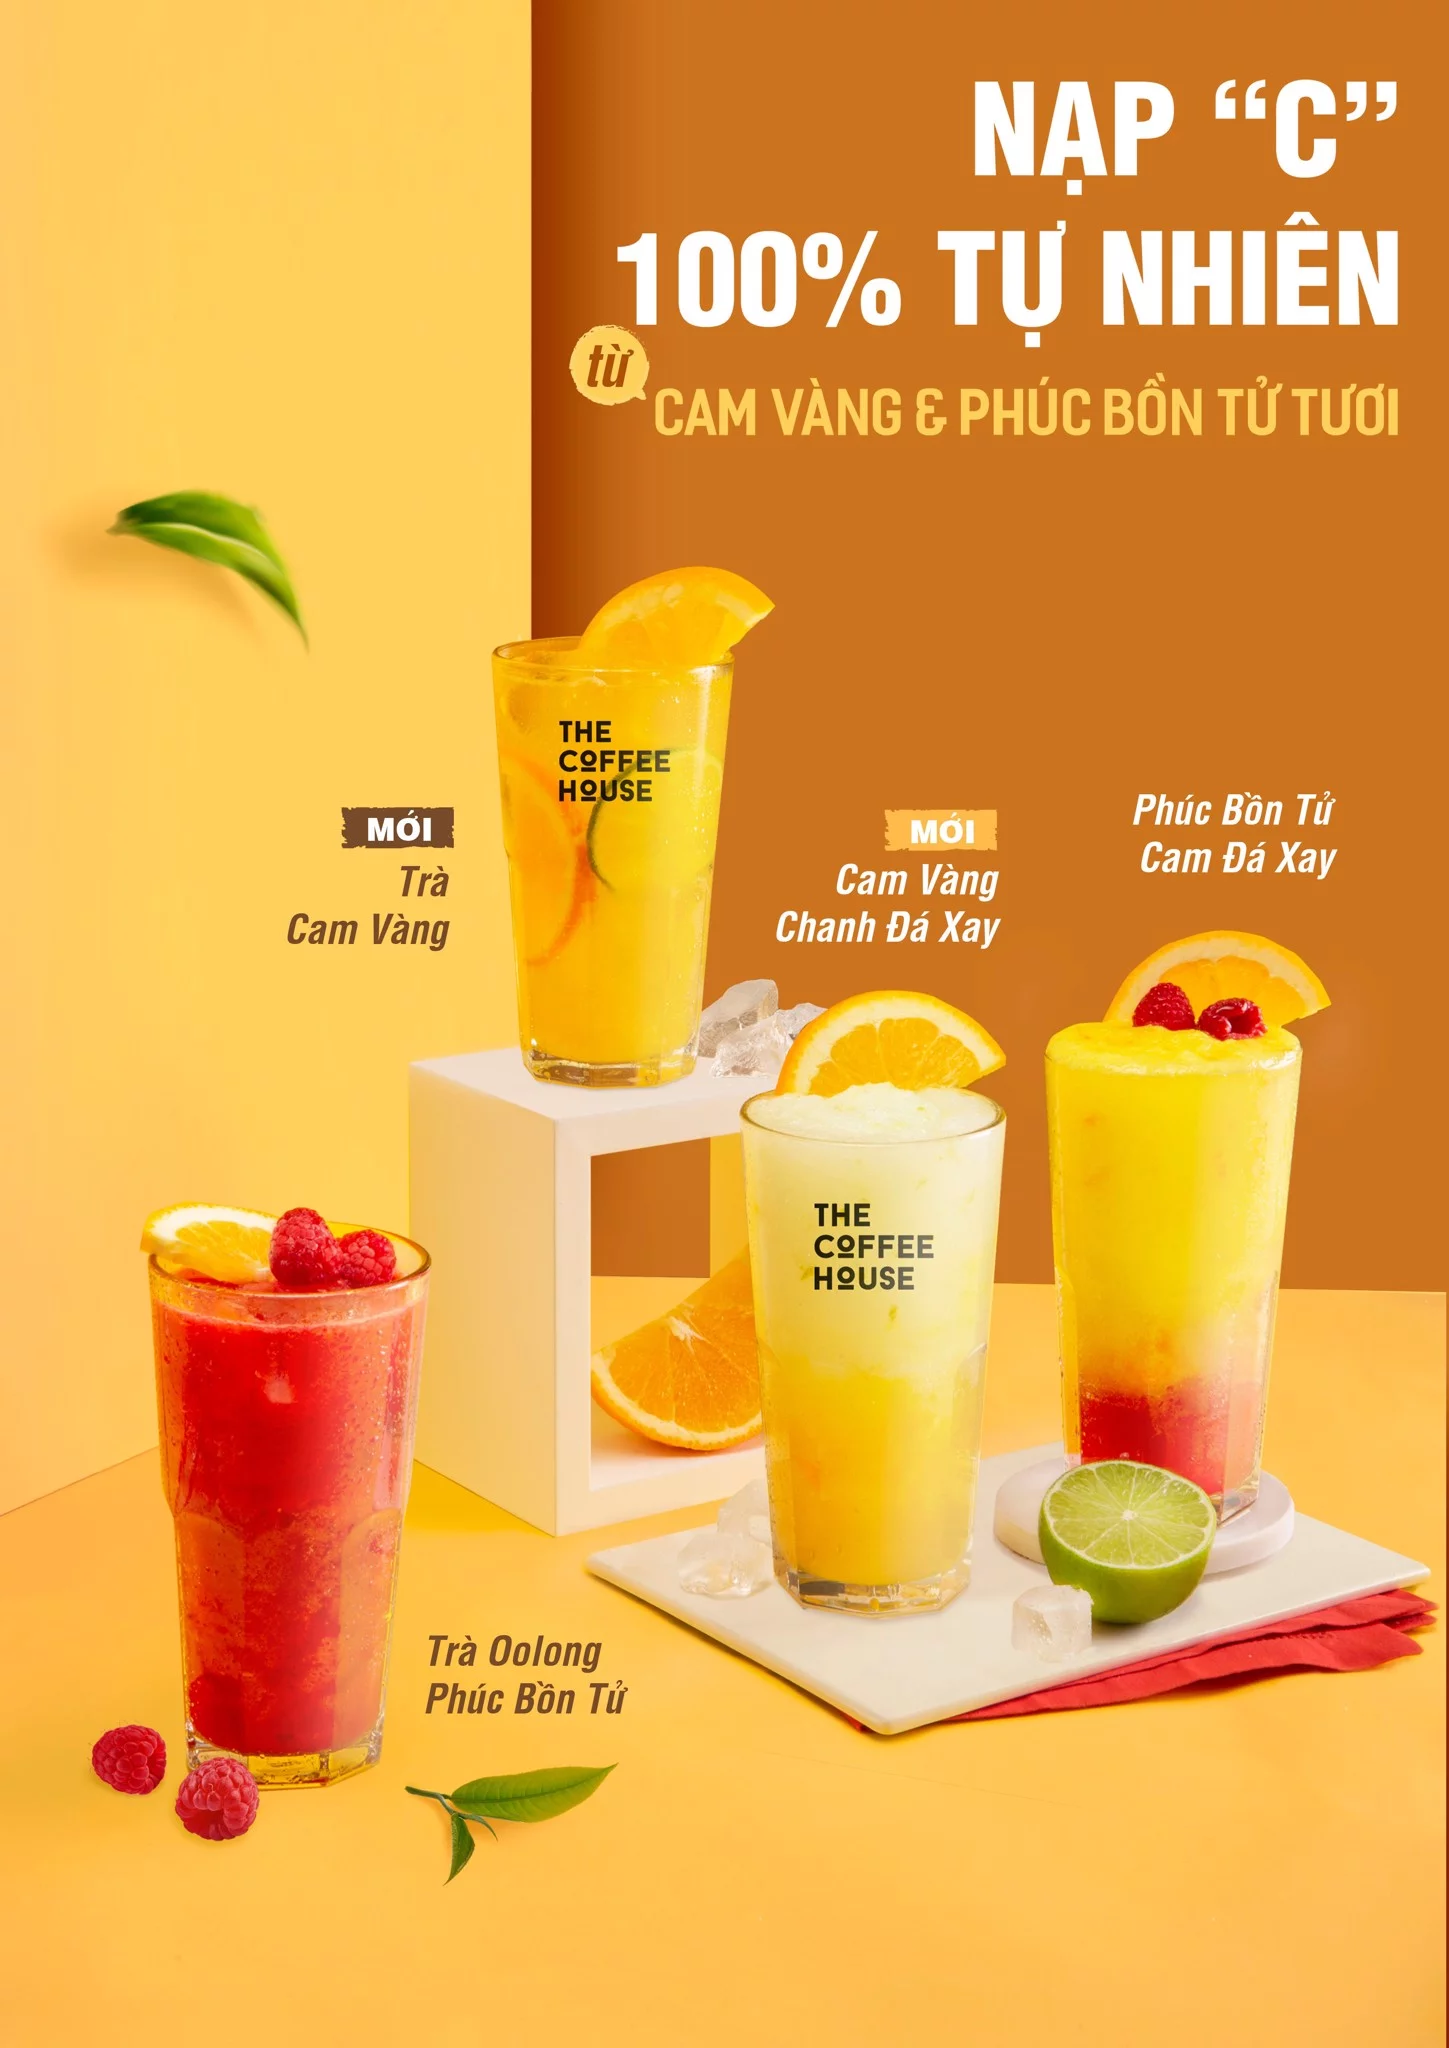 NẠP “C”
100% TỰ NHIÊN
từ
CAM VÀNG & PHÚC BỒN TỬ TƯƠI
THE
COFFEE
HOUSE
MỚI
Trà
Cam Vàng
MỚI
Cam Vàng
Chanh Đá Xay
Phúc Bồn Tử
Cam Đá Xay
THE
COFFEE
HOUSE
Trà Oolong
Phúc Bồn Tử